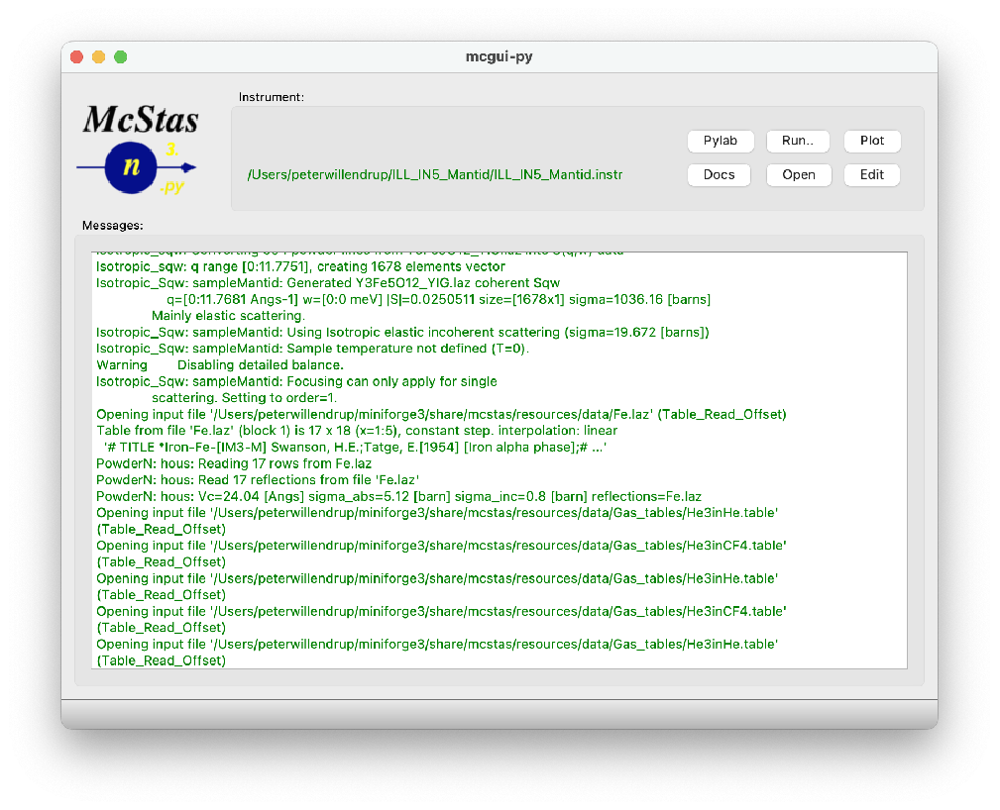 mcgui-py
Instrument:
McStas
3.
n
.py
Pylab
Run..
Plot
/Users/peterwillendrup/ILL_IN5_Mantid/ILL_IN5_Mantid.instr
Docs
Open
Edit
Messages:
Isotropic_sqw: q range [0:11.7751], creating 1678 elements vector
Isotropic_Sqw: sampleMantid: Generated Y3Fe5O12_YIG.laz coherent Sqw
q=[0:11.7681 Angs-1] w=[0:0 meV] |S|=0.0250511 size=[1678x1] sigma=1036.16 [barns]
Mainly elastic scattering.
Isotropic_Sqw: sampleMantid: Using Isotropic elastic incoherent scattering (sigma=19.672 [barns])
Isotropic_Sqw: sampleMantid: Sample temperature not defined (T=0).
Warning Disabling detailed balance.
Isotropic_Sqw: sampleMantid: Focusing can only apply for single
scattering. Setting to order=1.
Opening input file '/Users/peterwillendrup/miniforge3/share/mcstas/resources/data/Fe.laz' (Table_Read_Offset)
Table from file 'Fe.laz' (block 1) is 17 x 18 (x=1:5), constant step. interpolation: linear
'# TITLE *Iron-Fe-[IM3-M] Swanson, H.E.;Tatge, E.[1954] [Iron alpha phase];# ...'
PowderN: hous: Reading 17 rows from Fe.laz
PowderN: hous: Read 17 reflections from file 'Fe.laz'
PowderN: hous: Vc=24.04 [Angs] sigma_abs=5.12 [barn] sigma_inc=0.8 [barn] reflections=Fe.laz
Opening input file '/Users/peterwillendrup/miniforge3/share/mcstas/resources/data/Gas_tables/He3inHe.table'
(Table_Read_Offset)
Opening input file '/Users/peterwillendrup/miniforge3/share/mcstas/resources/data/Gas_tables/He3inCF4.table'
(Table_Read_Offset)
Opening input file '/Users/peterwillendrup/miniforge3/share/mcstas/resources/data/Gas_tables/He3inHe.table'
(Table_Read_Offset)
Opening input file '/Users/peterwillendrup/miniforge3/share/mcstas/resources/data/Gas_tables/He3inCF4.table'
(Table_Read_Offset)
Opening input file '/Users/peterwillendrup/miniforge3/share/mcstas/resources/data/Gas_tables/He3inHe.table'
(Table_Read_Offset)